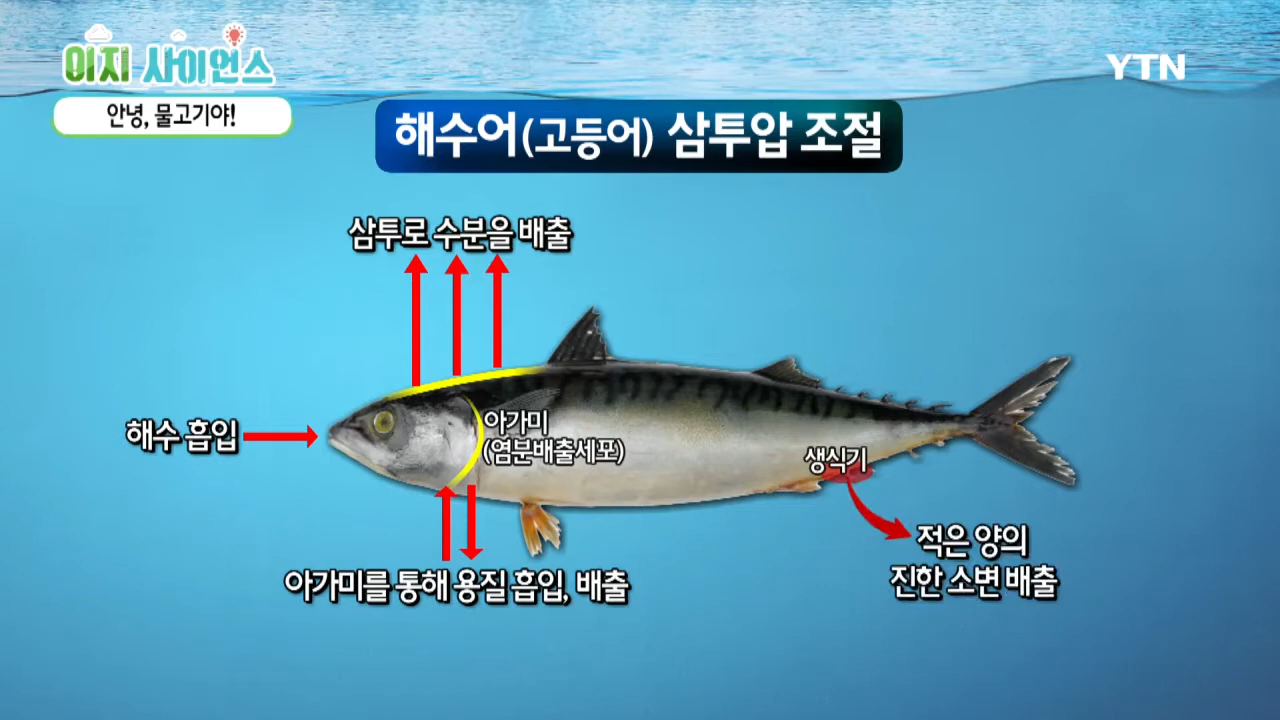 이지 사이언스
YTN
안녕, 물고기야!
해수어(고등어) 삼투압 조절
삼투로 수분을 배출
해수 흡입
아가미
(염분배출세포)
생식기
아가미를 통해 용질 흡입, 배출
적은 양의
진한 소변 배출